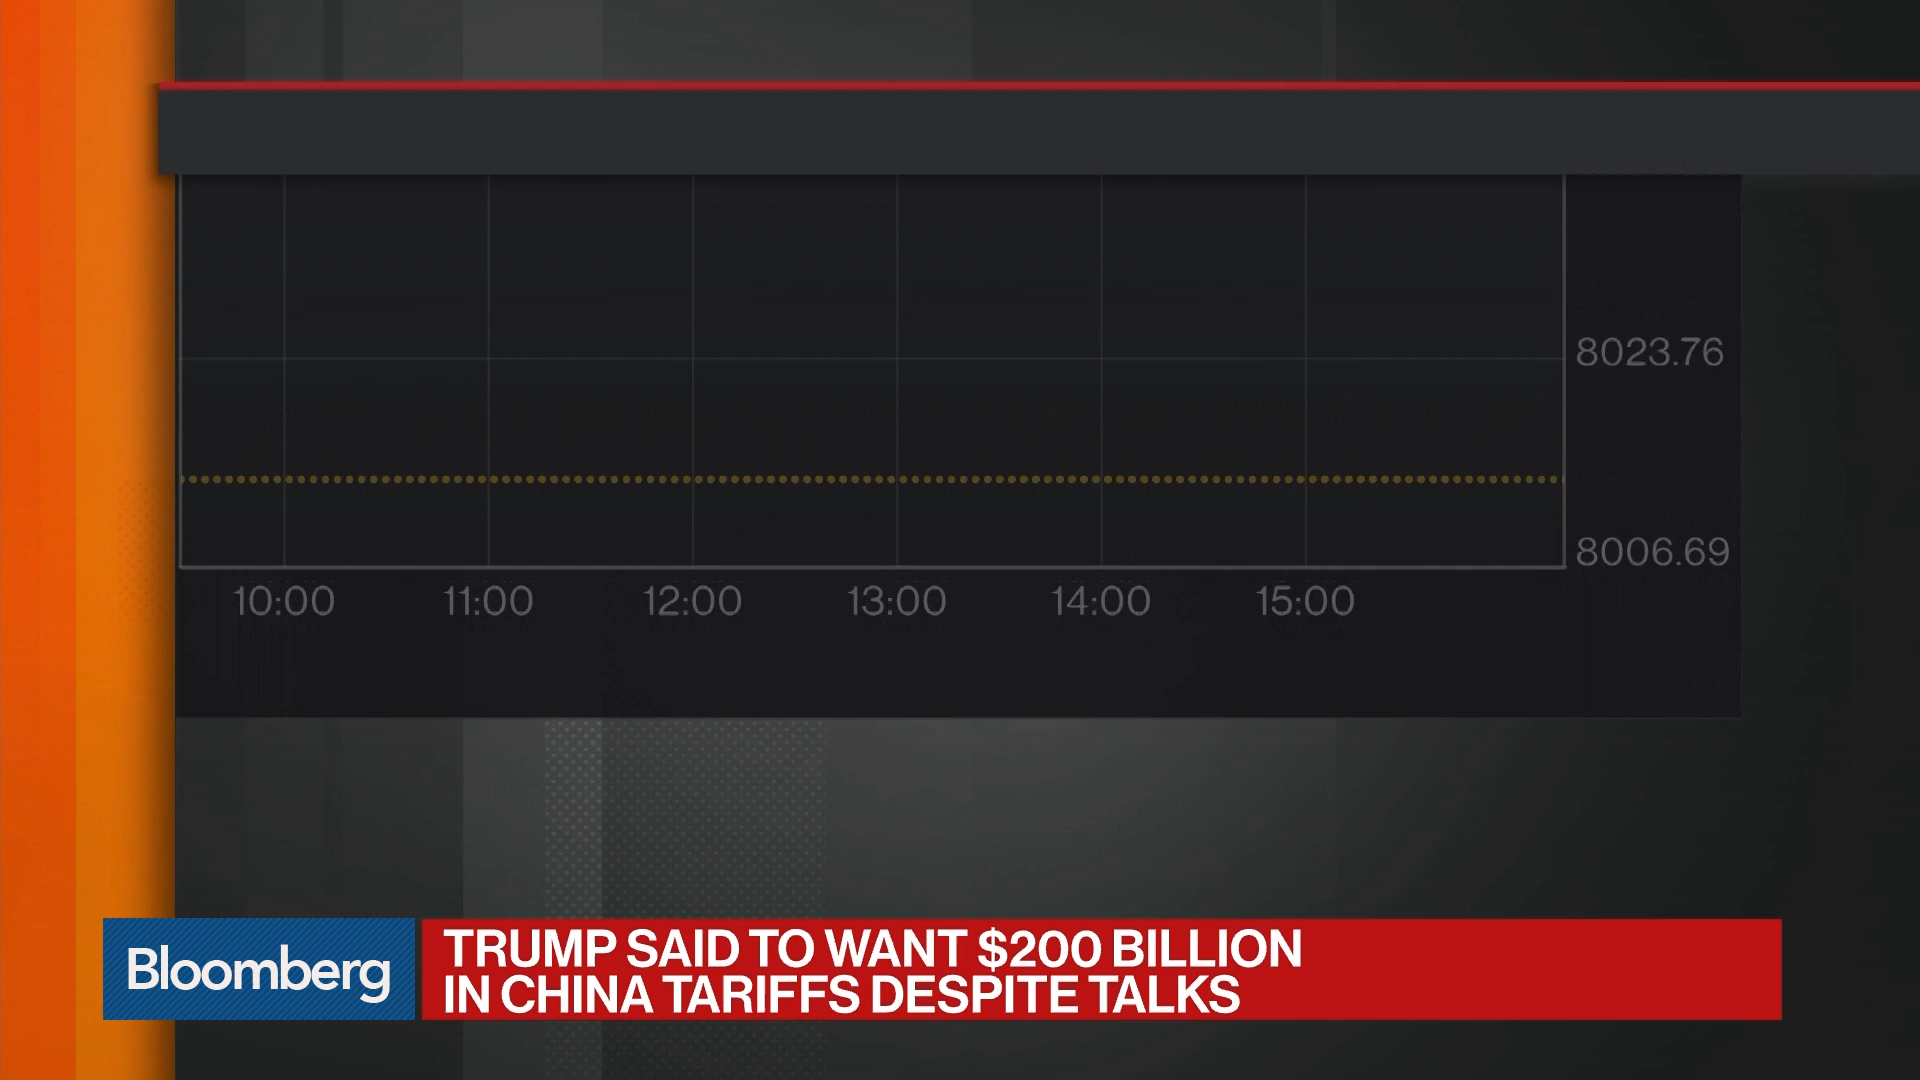 8023.76
8006.69
10:00 11:00 12:00 13:00 14:00 15:00
Bloomberg
TRUMP SAID TO WANT $200 BILLION
IN CHINA TARIFFS DESPITE TALKS